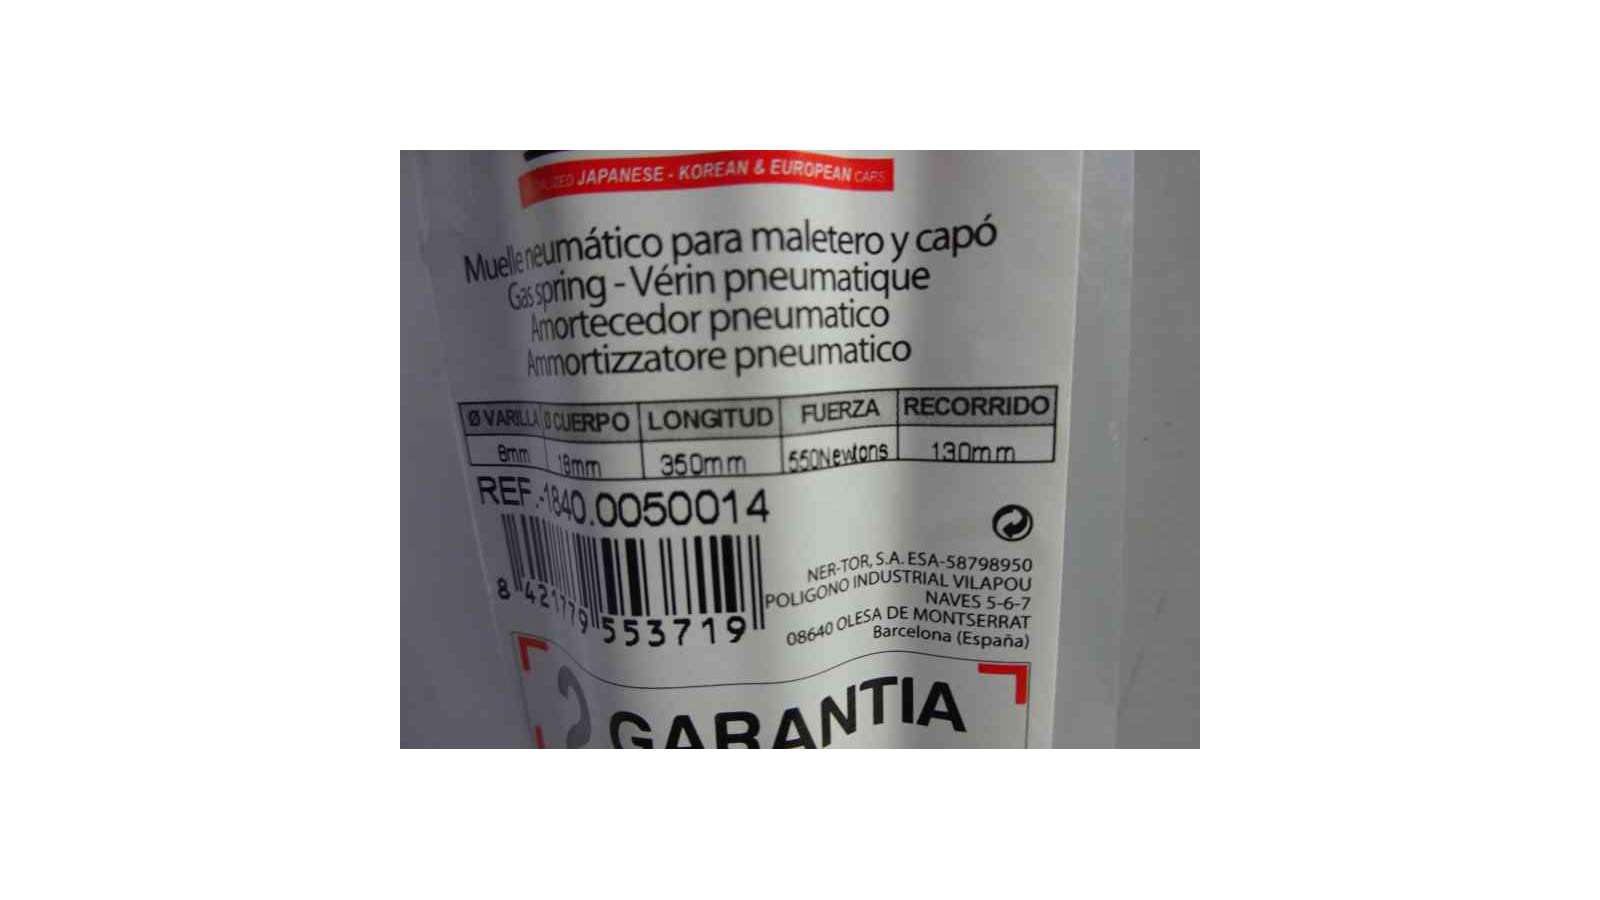 JAPANESE - KOREAN & EUROPEAN CARS
Muelle neumático para maletero y capó
Gas spring - Vérin pneumatique
Amortecedor pneumatico
Ammortizzatore pneumatico
Ø VARILLA Ø CUERPO LONGITUD FUERZA RECORRIDO
8mm 18mm 350mm 550Newtons 130mm
REF.-1840.0050014
8 421779 553719
NER-TOR, S.A. ESA-58798950
POLIGONO INDUSTRIAL VILAPOU
NAVES 5-6-7
08640 OLESA DE MONTSERRAT
Barcelona (España)
GARANTIA